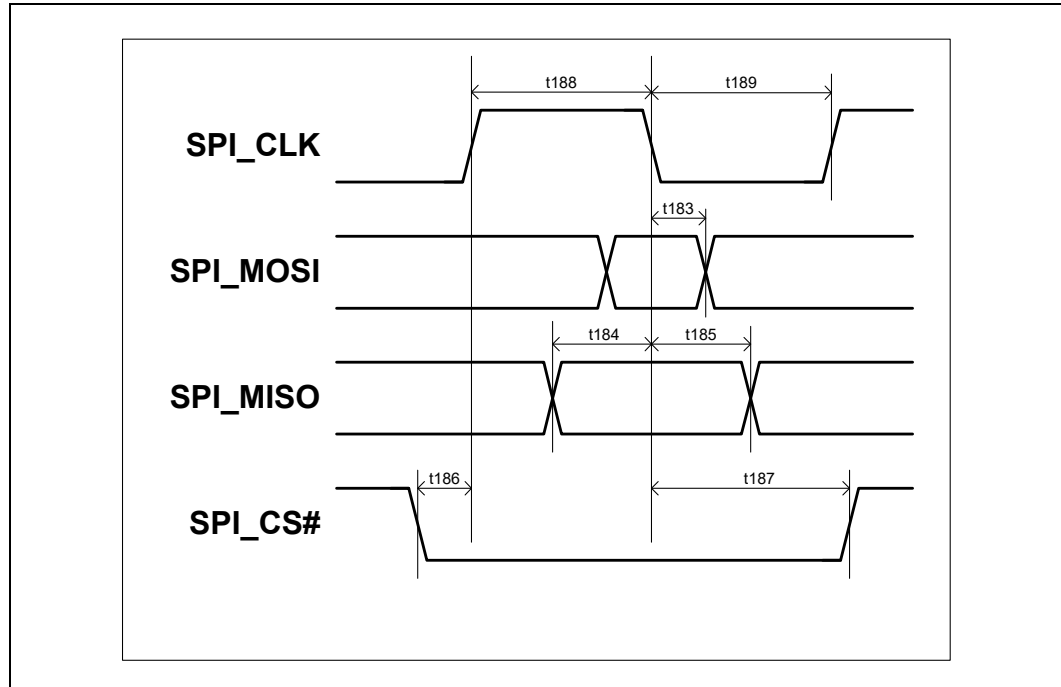 t188
t189
SPI_CLK
t183
SPI_MOSI
t184
t185
SPI_MISO
t186
t187
SPI_CS#